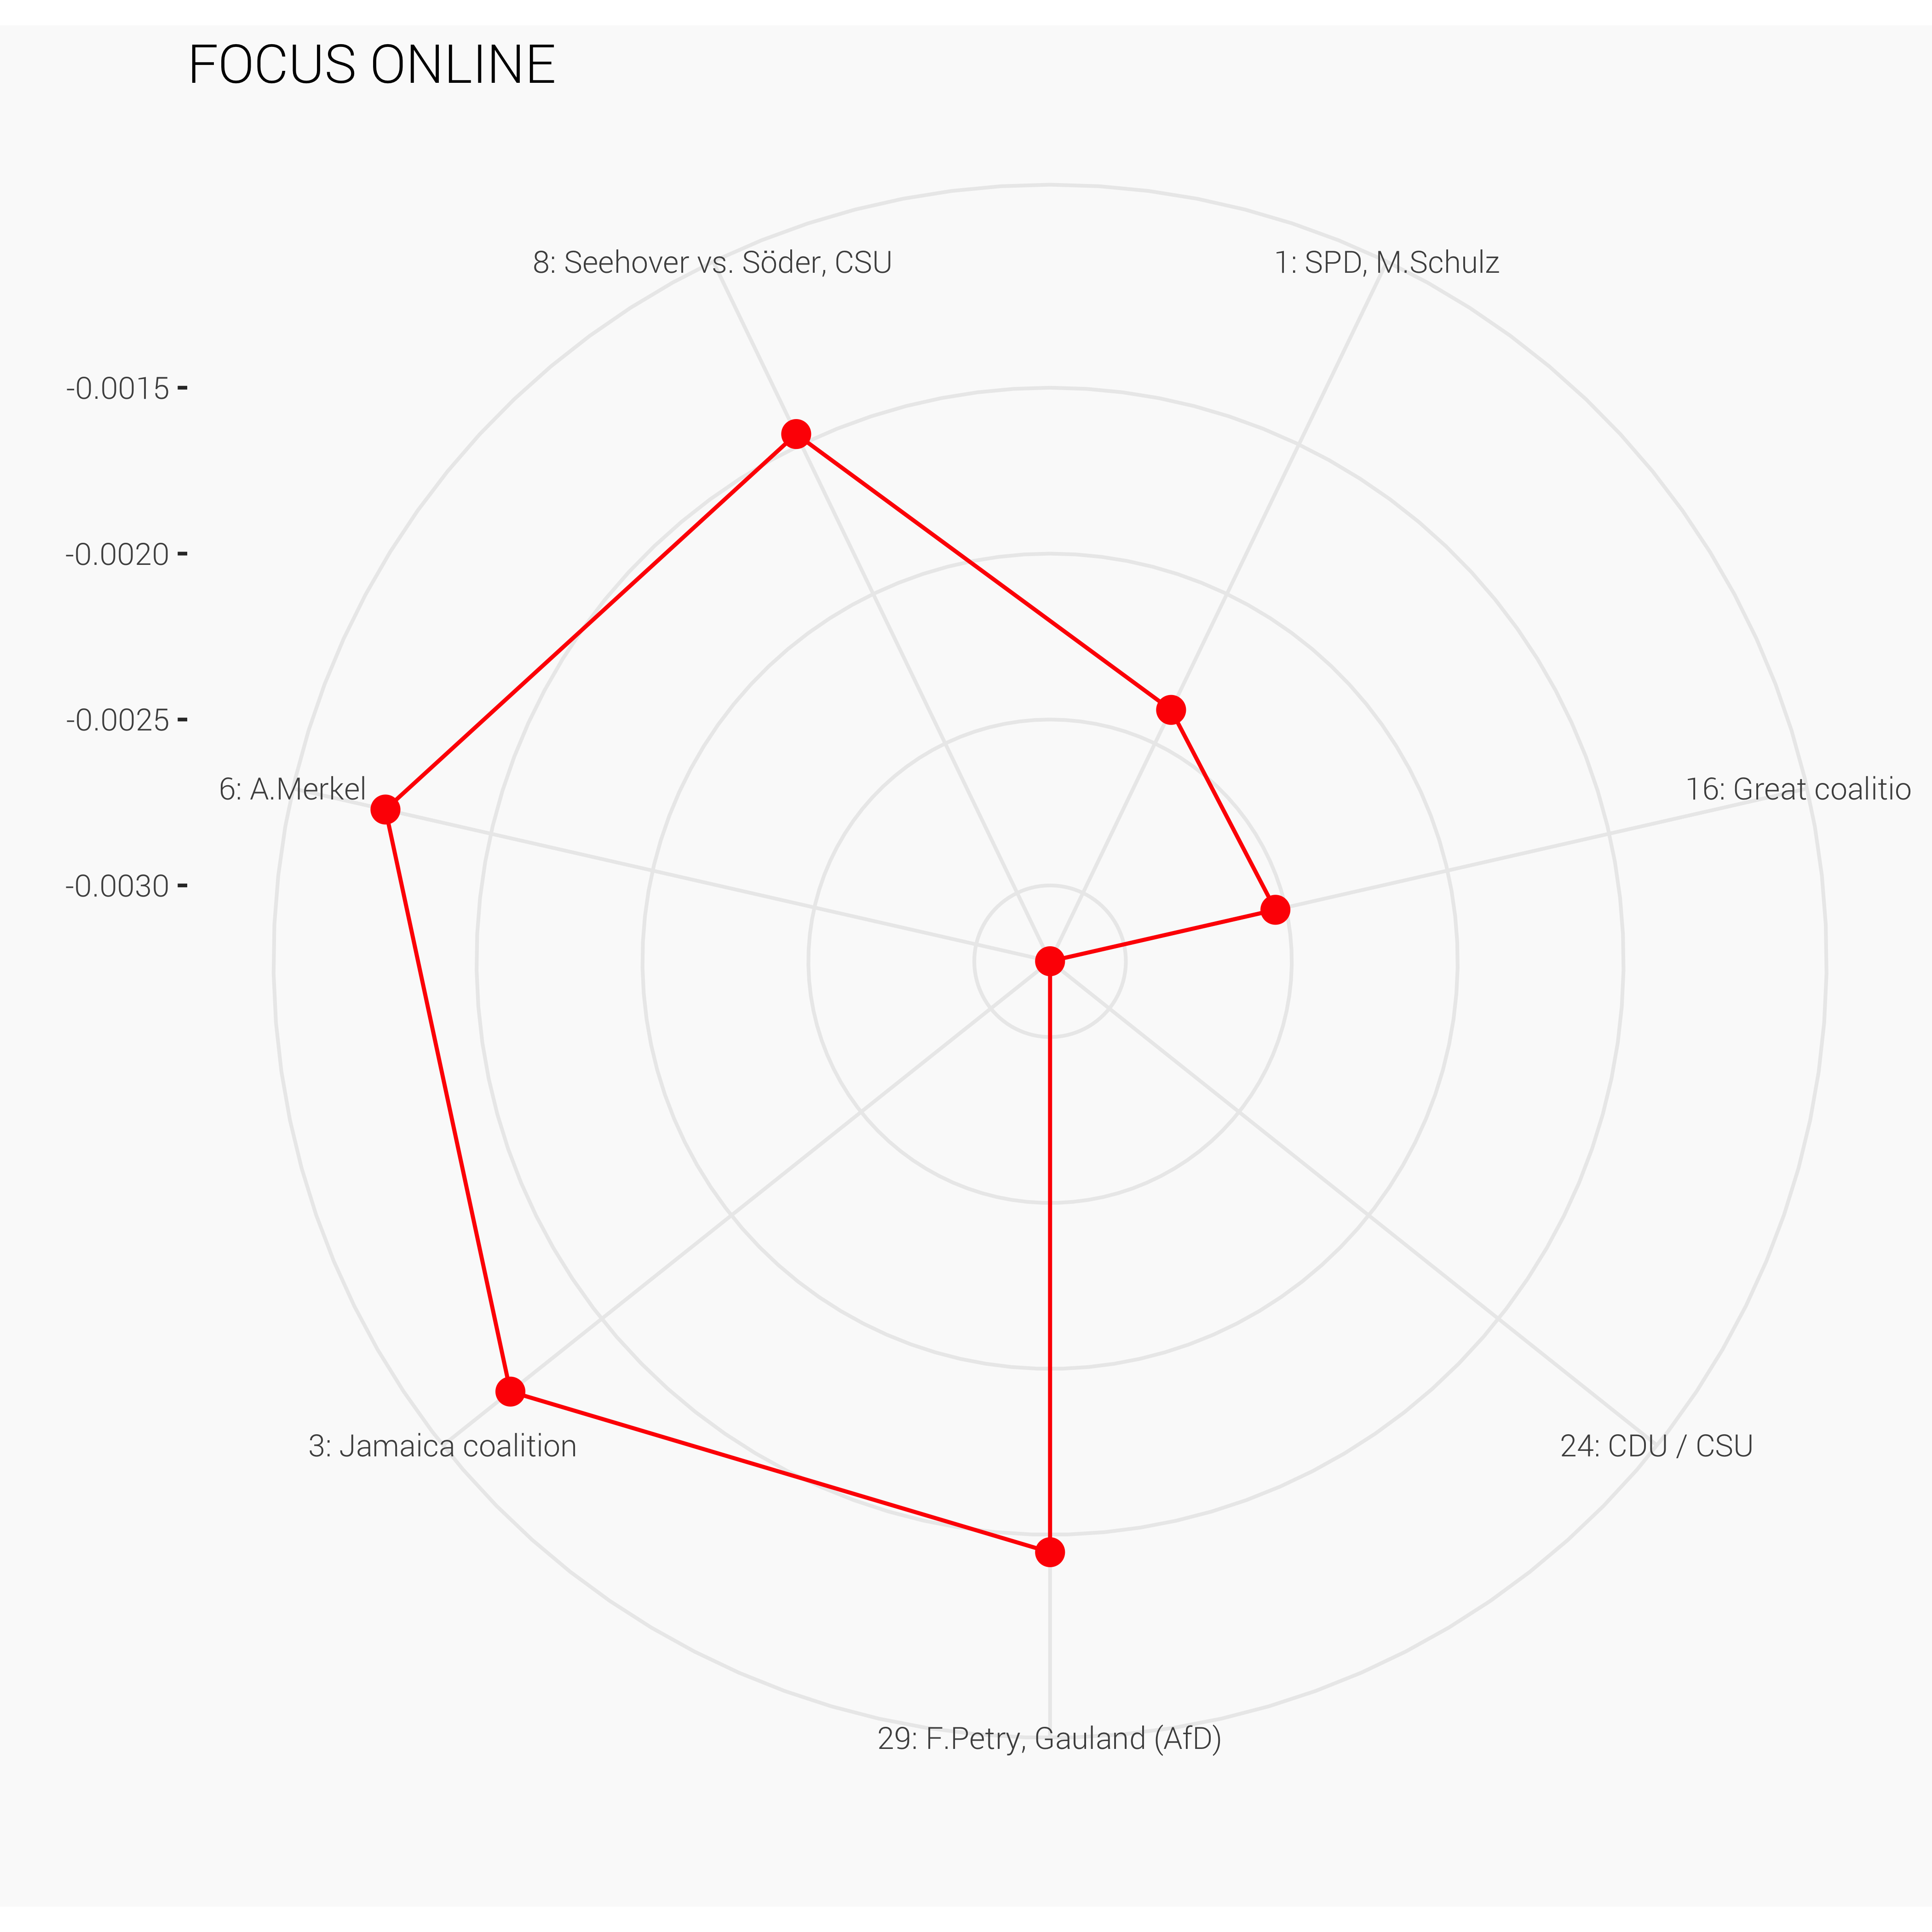 FOCUS ONLINE
8: Seehover vs. Söder, CSU
1: SPD, M.Schulz
-0.0015
-0.0020
-0.0025
6: A.Merkel
16: Great coalitio
-0.0030
3: Jamaica coalition
24: CDU / CSU
29: F.Petry, Gauland (AfD)